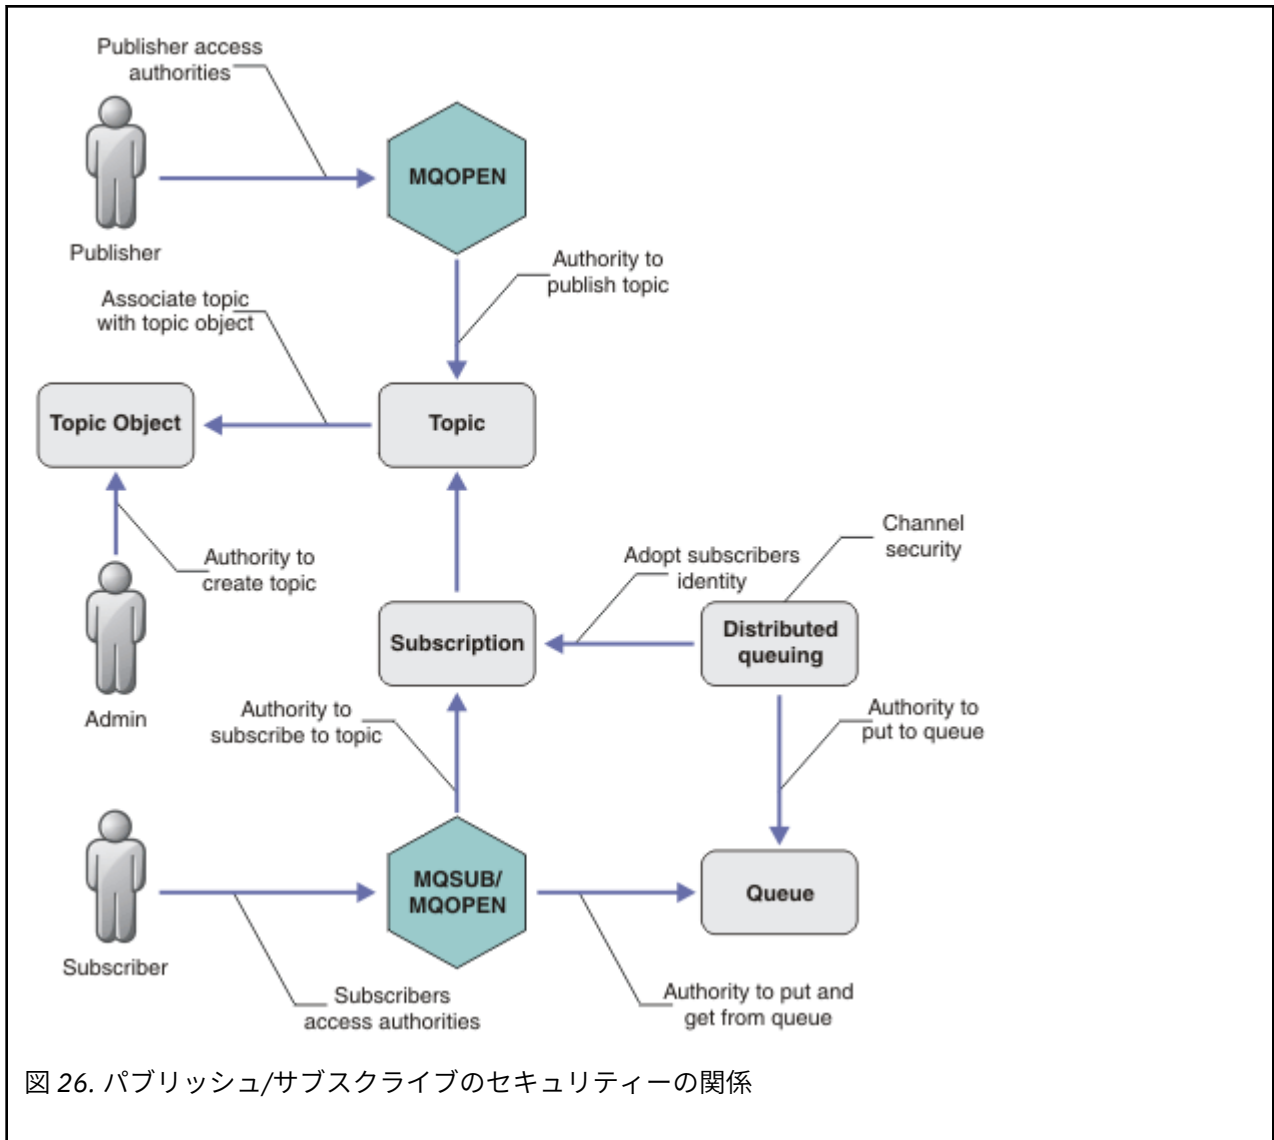 Publisher access
authorities
MQOPEN
Publisher
Authority to
publish topic
Associate topic
with topic object
Topic Object
Topic
Authority to
create topic
Admin
Channel
security
Adopt subscribers
identity
Subscription
Distributed
queuing
Authority to
subscribe to topic
Authority to
put to queue
Subscriber
MQSUB/
MQOPEN
Queue
Subscribers
access authorities
Authority to put and
get from queue
図 26. パブリッシュ/サブスクライブのセキュリティーの関係